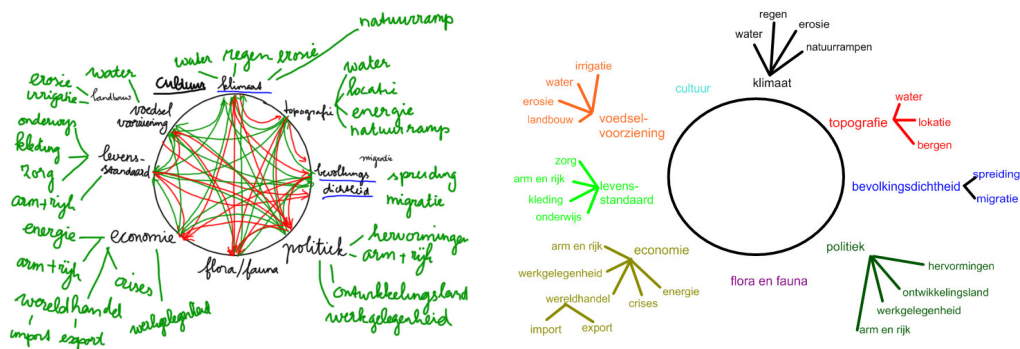 natuurramp
water regen erosie
cultuur klimaat
erosie
irrigatie
water
landbouw
voedsel
voorziening
topografie
water
locatie
energie
natuurramp
onderwijs
kleding
zorg
arm+rijk
levens-
standaard
migratie
bevolkings
dichtheid
spreiding
migratie
energie
arm+rijk
wereldhandel
import export
crises
werkgelegenheid
economie
flora/fauna
politiek
hervormingen
arm+rijk
ontwikkelingsland
werkgelegenheid
regen
water
erosie
natuurrampen
klimaat
cultuur
irrigatie
water
erosie
landbouw
voedsel-
voorziening
topografie
water
lokatie
bergen
zorg
arm en rijk
kleding
onderwijs
levens-
standaard
bevolkingsdichtheid
spreiding
migratie
arm en rijk
economie
werkgelegenheid
wereldhandel
crises
energie
import
export
flora en fauna
politiek
hervormingen
ontwikkelingsland
werkgelegenheid
arm en rijk